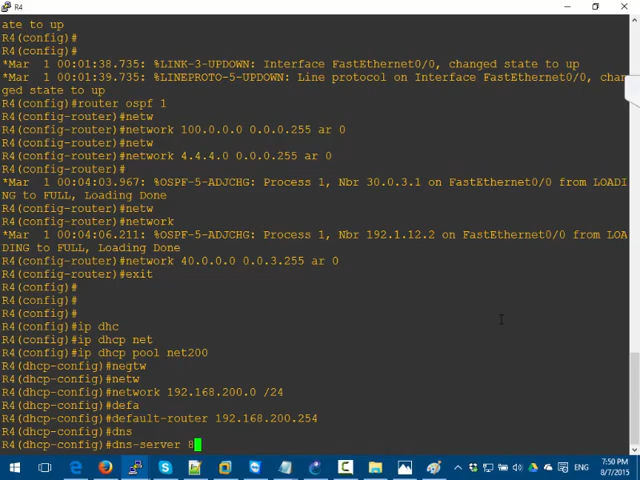 R4
ate to up
R4(config)#
R4(config)#
*Mar  1 00:01:38.735: %LINK-3-UPDOWN: Interface FastEthernet0/0, changed state to up
*Mar  1 00:01:39.735: %LINEPROTO-5-UPDOWN: Line protocol on Interface FastEthernet0/0, chan
ged state to up
R4(config)#router ospf 1
R4(config-router)#netw
R4(config-router)#network 100.0.0.0 0.0.0.255 ar 0
R4(config-router)#netw
R4(config-router)#network 4.4.4.0 0.0.0.255 ar 0
R4(config-router)#
*Mar  1 00:04:03.967: %OSPF-5-ADJCHG: Process 1, Nbr 30.0.3.1 on FastEthernet0/0 from LOADI
NG to FULL, Loading Done
R4(config-router)#netw
R4(config-router)#network
*Mar  1 00:04:06.211: %OSPF-5-ADJCHG: Process 1, Nbr 192.1.12.2 on FastEthernet0/0 from LOA
DING to FULL, Loading Done
R4(config-router)#network 40.0.0.0 0.0.3.255 ar 0
R4(config-router)#exit
R4(config)#
R4(config)#
R4(config)#
R4(config)#ip dhc
R4(config)#ip dhcp net
R4(config)#ip dhcp pool net200
R4(dhcp-config)#negtw
R4(dhcp-config)#netw
R4(dhcp-config)#network 192.168.200.0 /24
R4(dhcp-config)#defa
R4(dhcp-config)#default-router 192.168.200.254
R4(dhcp-config)#dns
R4(dhcp-config)#dns-server 8
ENG
7:50 PM
8/7/2015